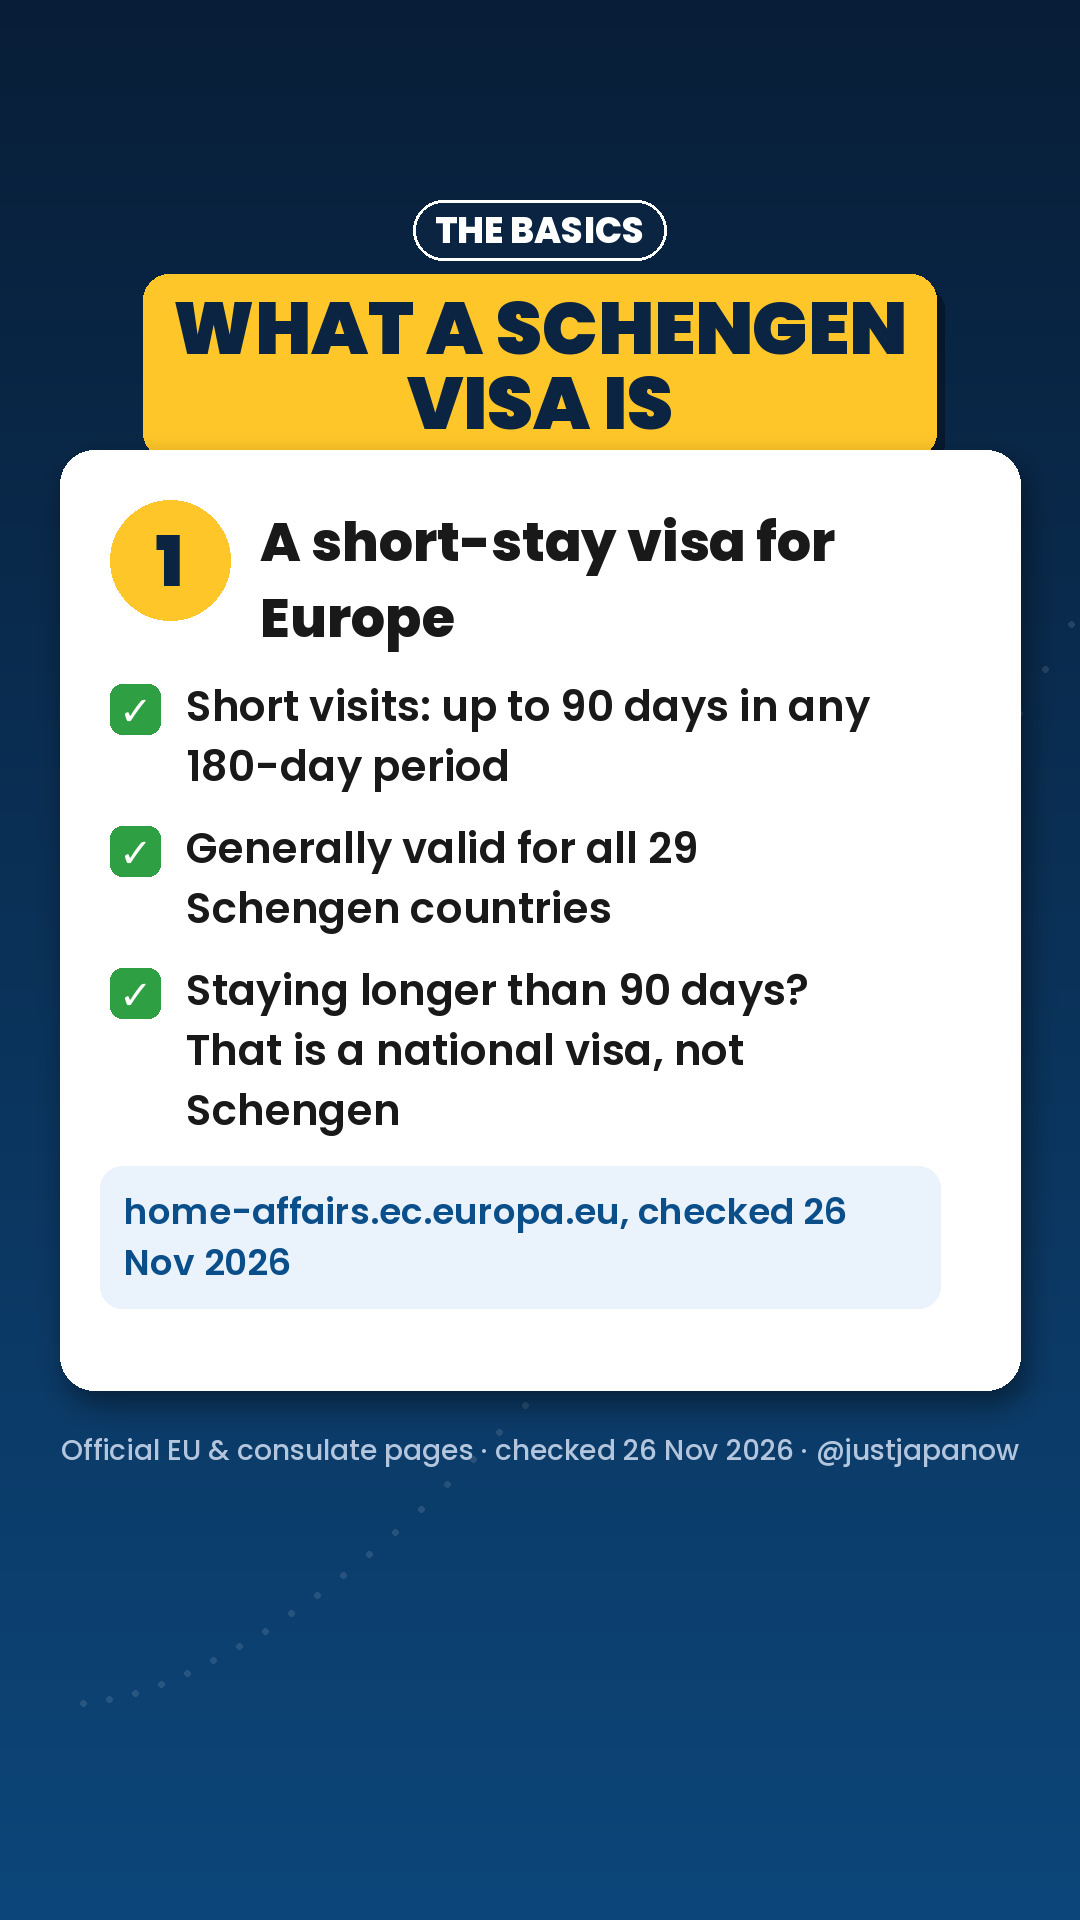 THE BASICS
WHAT A SCHENGEN
VISA IS
1
A short-stay visa for
Europe
✓ Short visits: up to 90 days in any
180-day period
✓ Generally valid for all 29
Schengen countries
✓ Staying longer than 90 days?
That is a national visa, not
Schengen
home-affairs.ec.europa.eu, checked 26
Nov 2026
Official EU & consulate pages · checked 26 Nov 2026 · @justjapanow